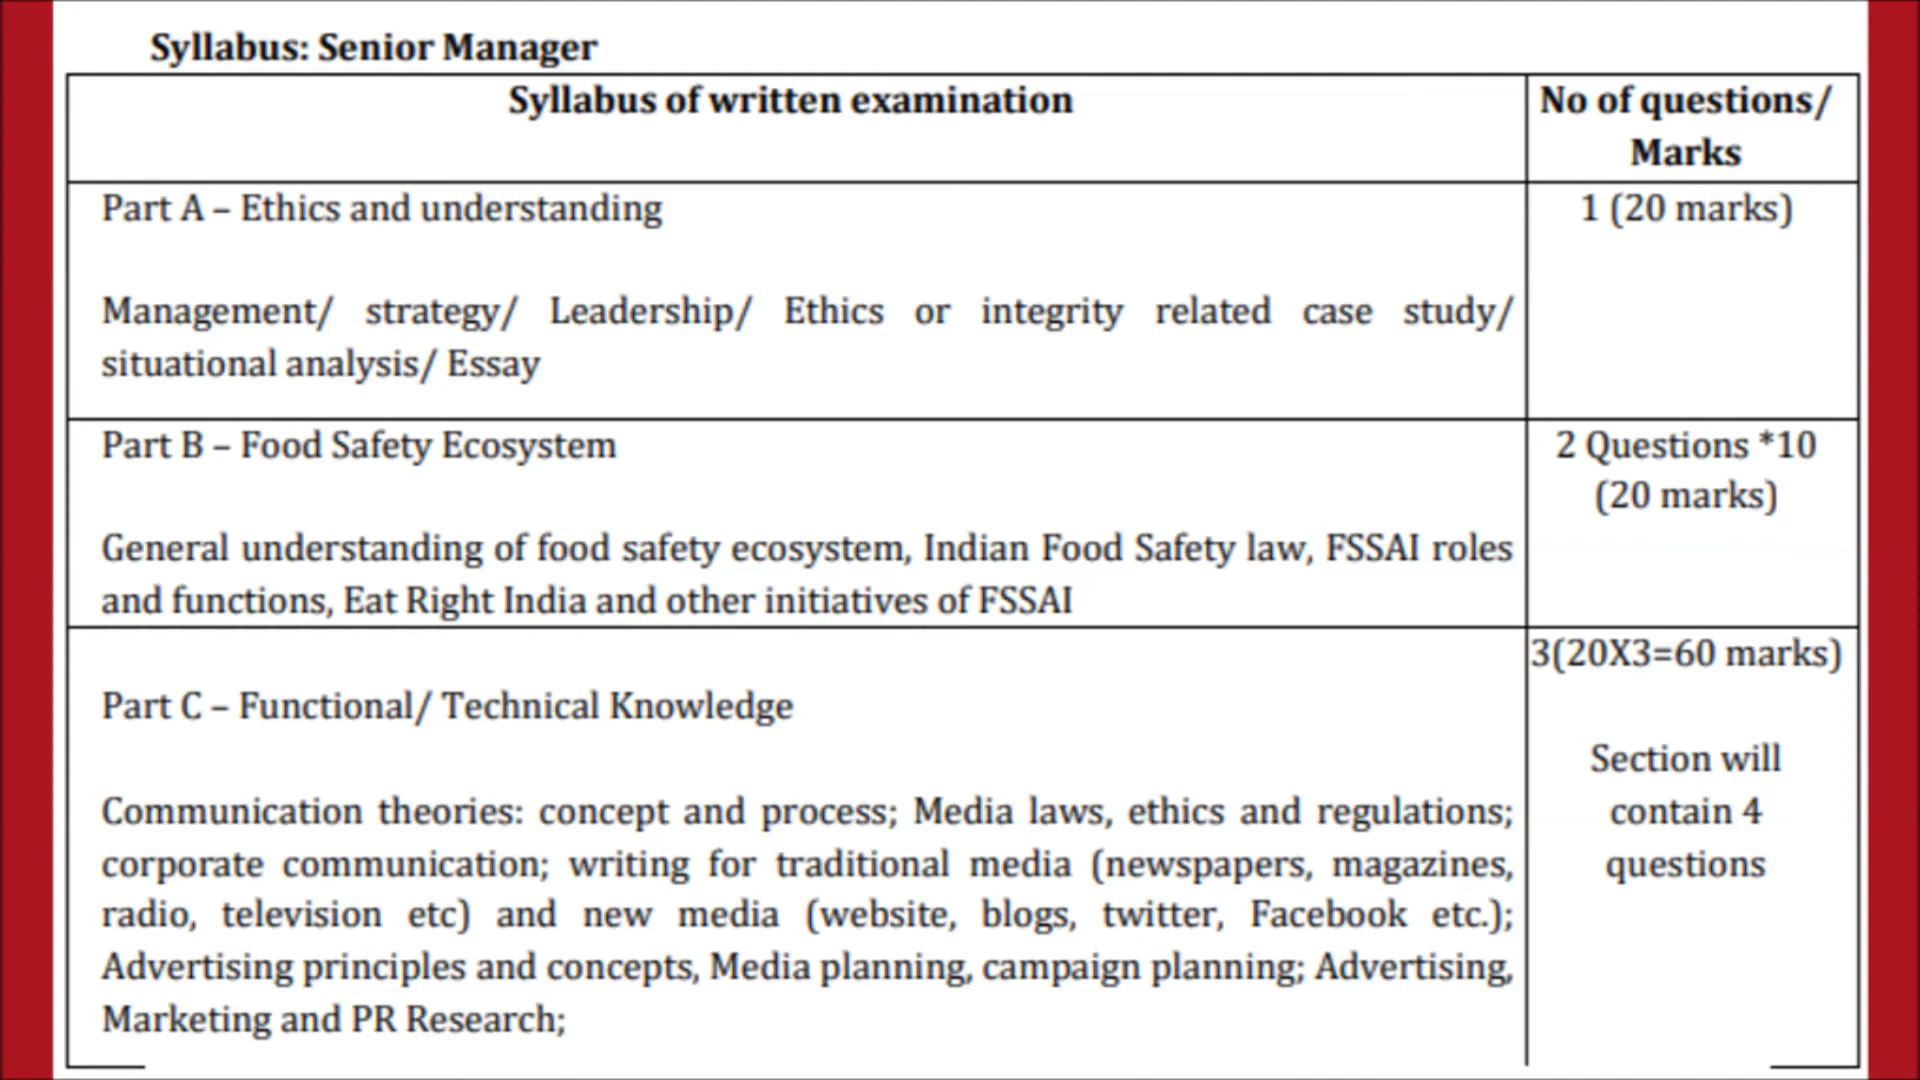 Syllabus: Senior Manager
Syllabus of written examination
No of questions/
Marks
Part A – Ethics and understanding
1 (20 marks)
Management/ strategy/ Leadership/ Ethics or integrity related case study/
situational analysis/ Essay
Part B – Food Safety Ecosystem
2 Questions *10
(20 marks)
General understanding of food safety ecosystem, Indian Food Safety law, FSSAI roles
and functions, Eat Right India and other initiatives of FSSAI
3(20X3=60 marks)
Part C – Functional/ Technical Knowledge
Section will
contain 4
questions
Communication theories: concept and process; Media laws, ethics and regulations;
corporate communication; writing for traditional media (newspapers, magazines,
radio, television etc) and new media (website, blogs, twitter, Facebook etc.);
Advertising principles and concepts, Media planning, campaign planning; Advertising,
Marketing and PR Research;